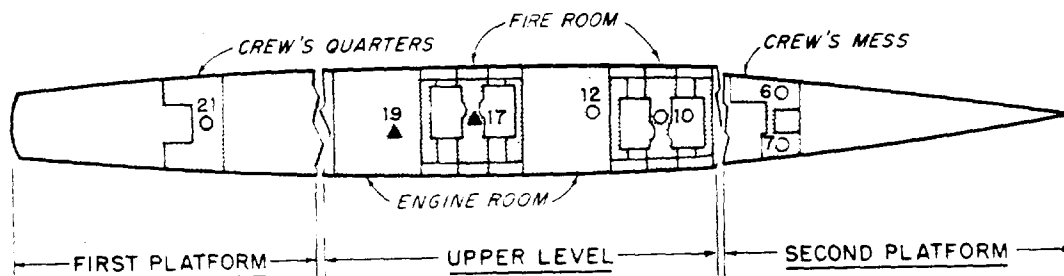 FIRE ROOM
CREW'S QUARTERS
CREW'S MESS
6
12
21
19
17
10
7
ENGINE ROOM
FIRST PLATFORM
UPPER LEVEL
SECOND PLATFORM